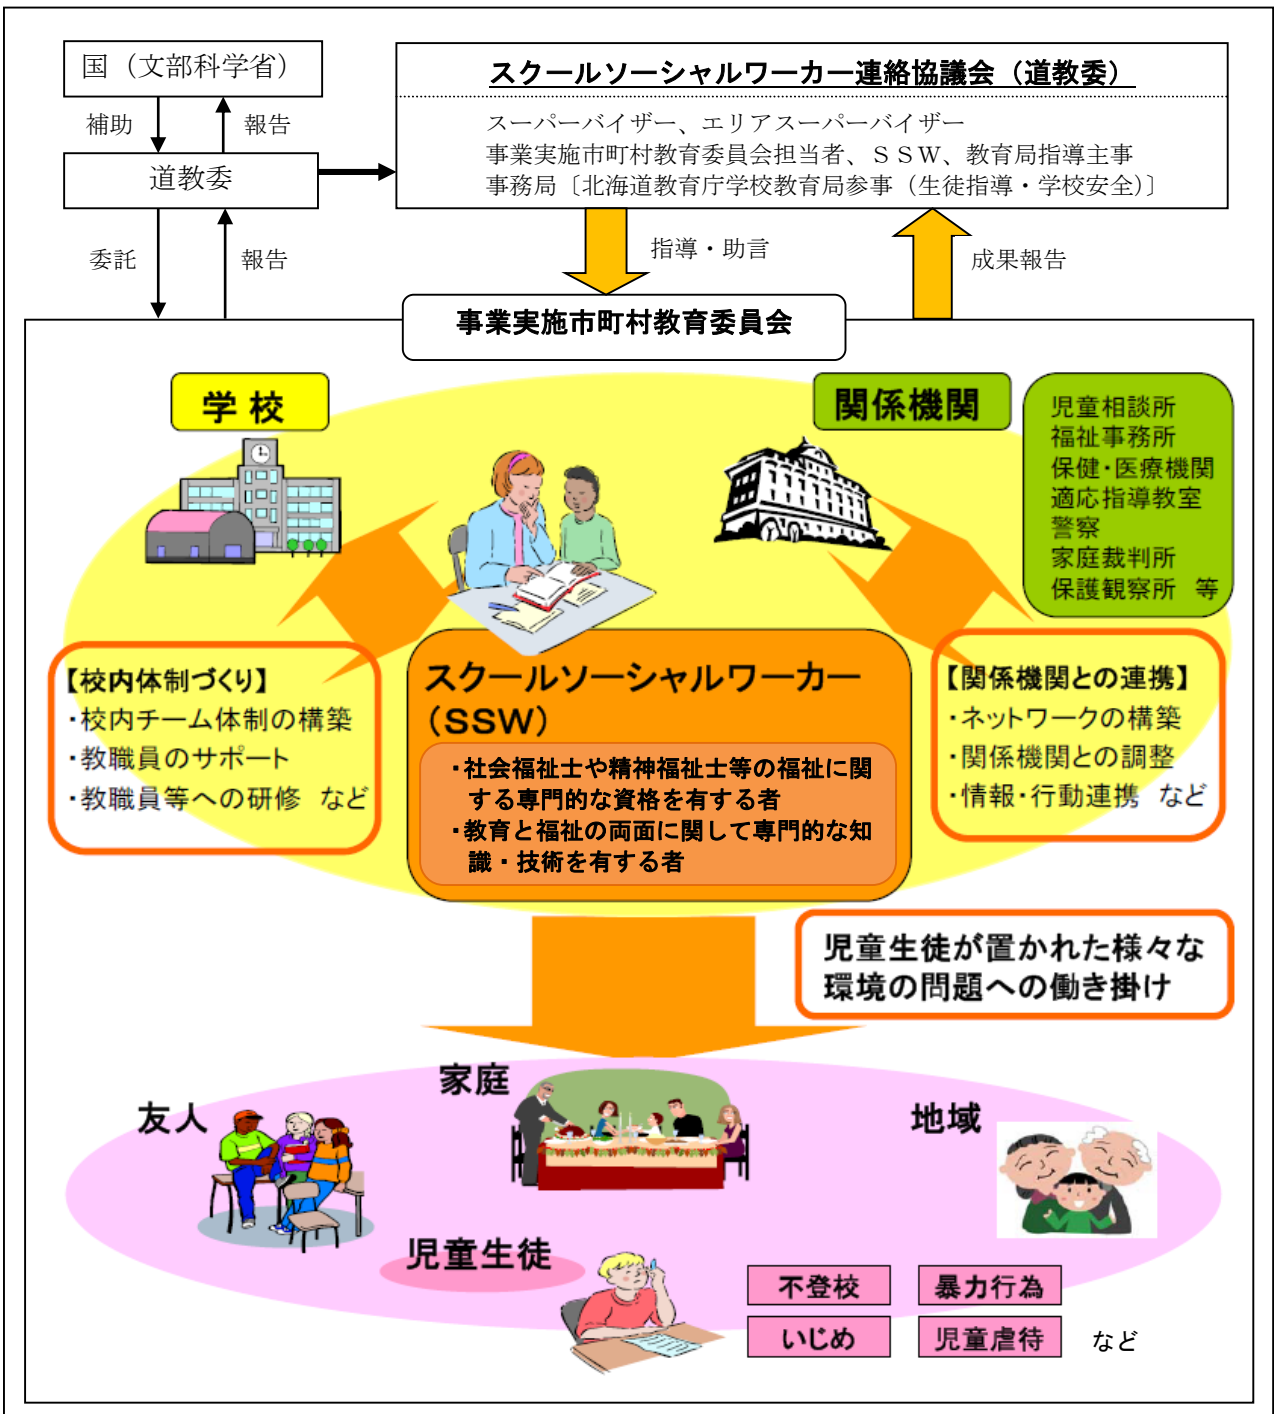 国（文部科学省）
補助
報告
道教委
委託
報告
スクールソーシャルワーカー連絡協議会（道教委）
スーパーバイザー、エリアスーパーバイザー
事業実施市町村教育委員会担当者、ＳＳＷ、教育局指導主事
事務局〔北海道教育庁学校教育局参事（生徒指導・学校安全）〕
指導・助言
成果報告
事業実施市町村教育委員会
学校
関係機関
児童相談所
福祉事務所
保健・医療機関
適応指導教室
警察
家庭裁判所
保護観察所　等
【校内体制づくり】
・校内チーム体制の構築
・教職員のサポート
・教職員等への研修　など
スクールソーシャルワーカー
（SSW）
・社会福祉士や精神福祉士等の福祉に関
する専門的な資格を有する者
・教育と福祉の両面に関して専門的な知
識・技術を有する者
【関係機関との連携】
・ネットワークの構築
・関係機関との調整
・情報・行動連携　など
児童生徒が置かれた様々な
環境の問題への働き掛け
家庭
友人
地域
児童生徒
不登校
暴力行為
いじめ
児童虐待
など